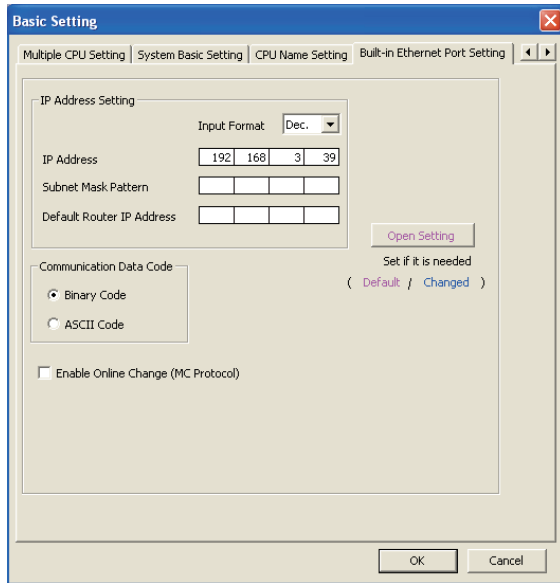 Basic Setting
Multiple CPU Setting System Basic Setting CPU Name Setting Built-in Ethernet Port Setting
IP Address Setting
Input Format Dec.
IP Address 192 168 3 39
Subnet Mask Pattern
Default Router IP Address
Open Setting
Set if it is needed
( Default / Changed )
Communication Data Code
Binary Code
ASCII Code
Enable Online Change (MC Protocol)
OK Cancel